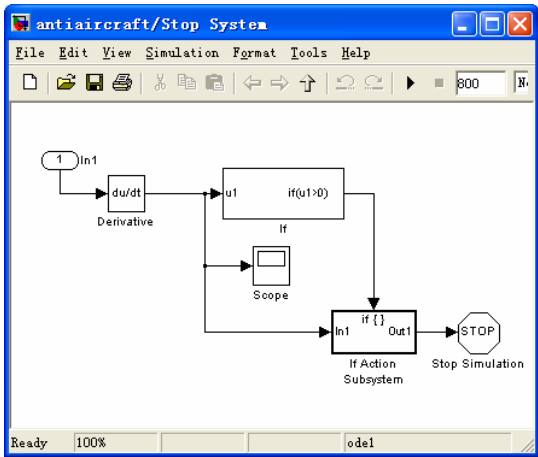 antiaircraft/Stop System
File Edit View Simulation Format Tools Help
800
1
In1
du/dt
Derivative
u1
if(u1>0)
If
Scope
if { }
In1
Out1
If Action
Subsystem
STOP
Stop Simulation
Ready
100%
ode1